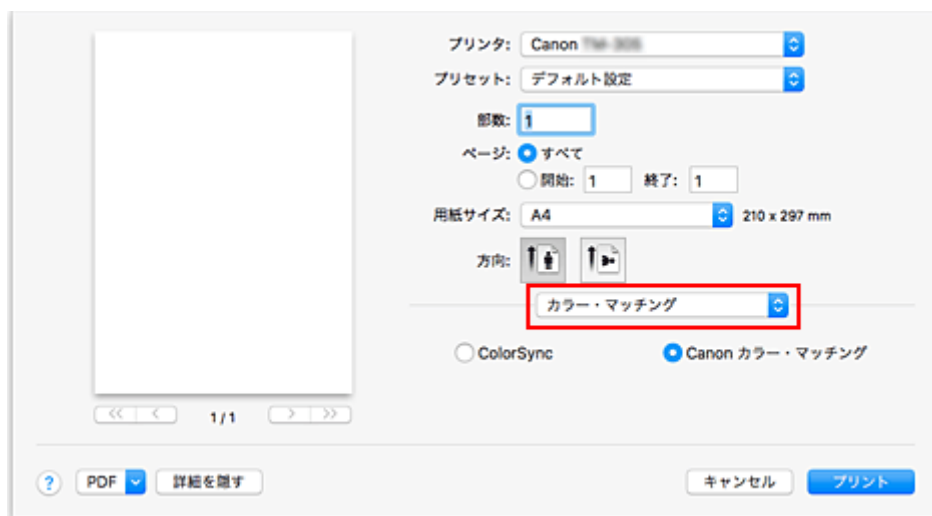 プリンタ: Canon
プリセット: デフォルト設定
部数: 1
ページ: すべて
開始: 1 終了: 1
用紙サイズ: A4 210 x 297 mm
方向:
カラー・マッチング
ColorSync Canon カラー・マッチング
1/1
? PDF 詳細を隠す キャンセル プリント